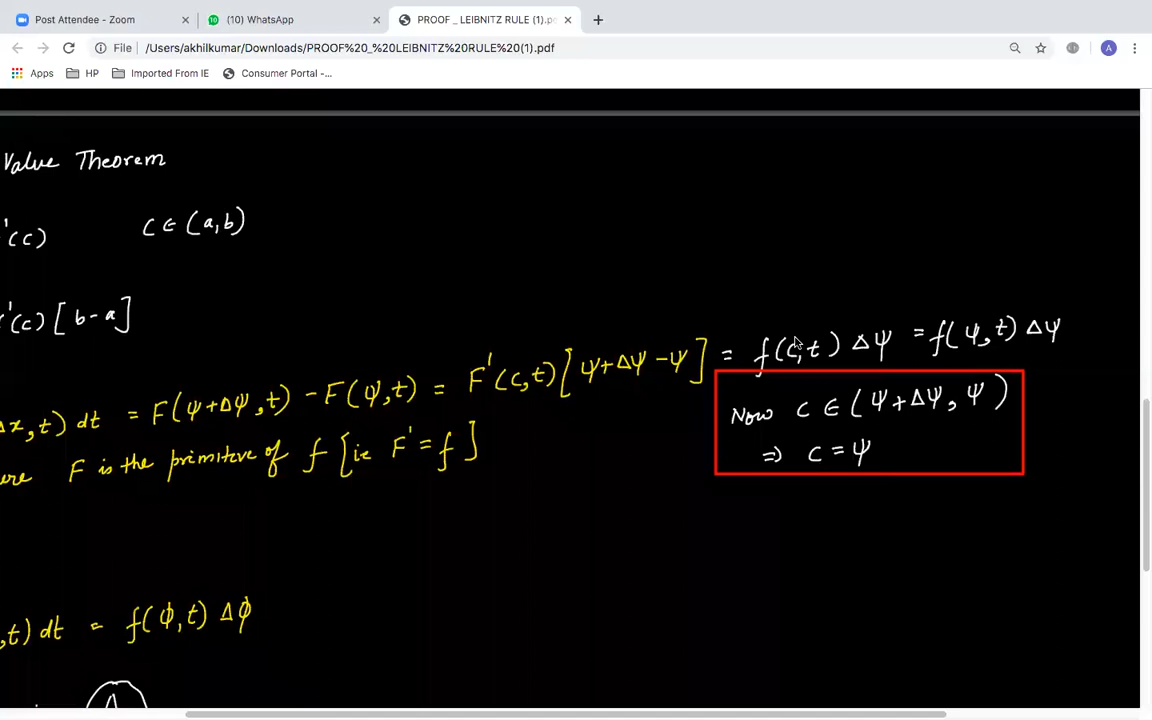 Post Attendee - Zoom
(10) WhatsApp
PROOF _ LEIBNITZ RULE (1).pd
File /Users/akhilkumar/Downloads/PROOF%20_%20LEIBNITZ%20RULE%20(1).pdf
A
Apps HP Imported From IE Consumer Portal -...
Value Theorem
'(c) c ∈ (a,b)
'(c) [b-a]
Δx, t) dt = F(ψ+Δψ, t) - F(ψ, t) = F'(c,t)[ψ+Δψ-ψ] = f(c,t) Δψ = f(ψ,t) Δψ
ere F is the primitive of f [ie F' = f]
Now c ∈ (ψ+Δψ, ψ)
⇒ c = ψ
,t) dt = f(ϕ,t) Δϕ